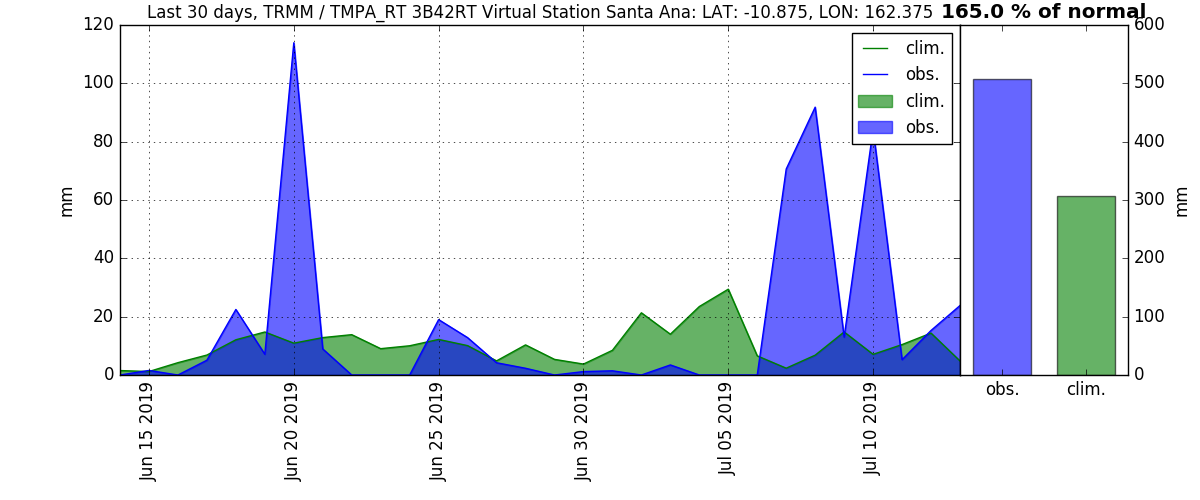 Last 30 days, TRMM / TMPA_RT 3B42RT Virtual Station Santa Ana: LAT: -10.875, LON: 162.375 165.0 % of normal
120
100
80
60
40
20
0
mm
clim.
obs.
clim.
obs.
Jun 15 2019
Jun 20 2019
Jun 25 2019
Jun 30 2019
Jul 05 2019
Jul 10 2019
600
500
400
300
200
100
0
mm
obs.
clim.